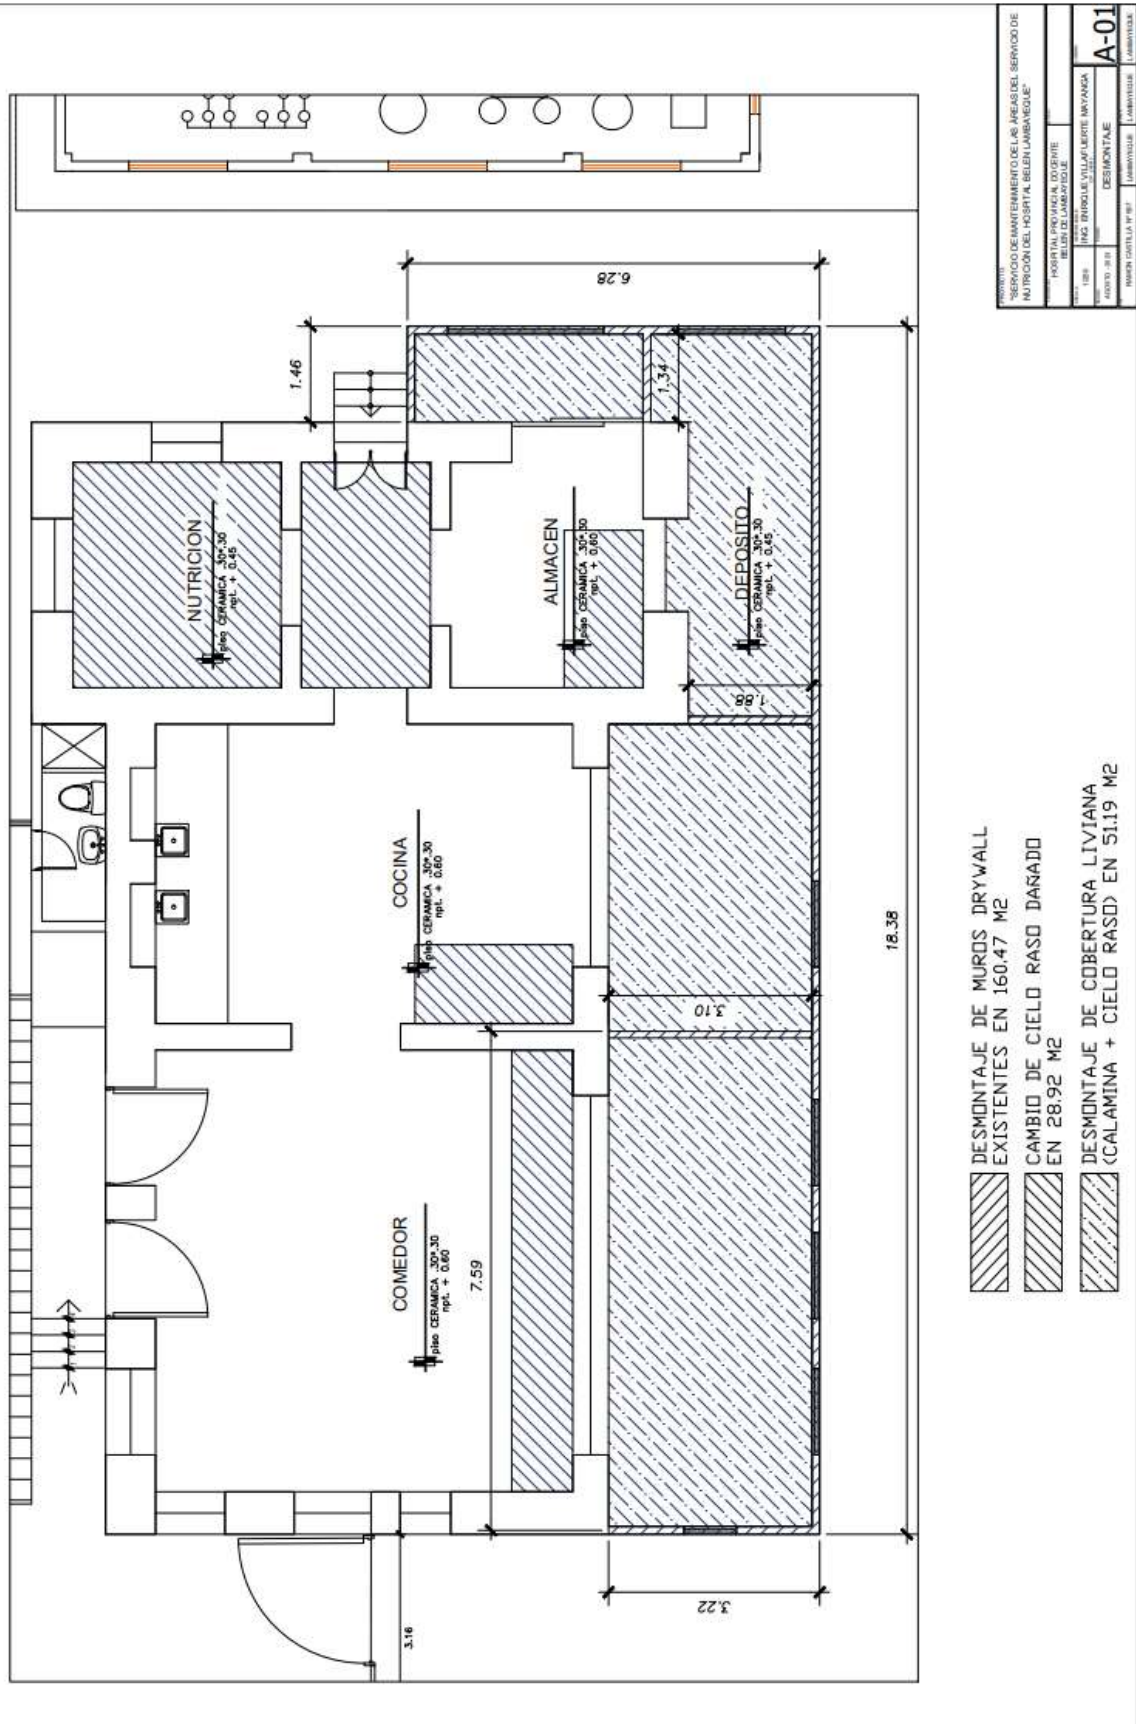 PROYECTO:
"SERVICIO DE MANTENIMIENTO DE LAS ÁREAS DEL SERVICIO DE
NUTRICIÓN DEL HOSPITAL BELEN LAMBAYEQUE"
HOSPITAL PROVINCIAL DOCENTE
BELEN DE LAMBAYEQUE
ING. ENRIQUE VILLAFUERTE MAYANGA
DESMONTAJE
A-01
RAMON CASTILLA Nº
LAMBAYEQUE
LAMBAYEQUE
LAMBAYEQUE
6.28
1.46
1.34
NUTRICION
piso CERAMICA .30*.30
npt. + 0.45
ALMACEN
piso CERAMICA .30*.30
npt. + 0.60
DEPOSITO
piso CERAMICA .30*.30
npt. + 0.45
1.88
COCINA
piso CERAMICA .30*.30
npt. + 0.60
18.38
3.10
COMEDOR
piso CERAMICA .30*.30
npt. + 0.60
7.59
3.22
3.16
DESMONTAJE DE MUROS DRYWALL
EXISTENTES EN 160.47 M2
CAMBIO DE CIELO RASO DAÑADO
EN 28.92 M2
DESMONTAJE DE COBERTURA LIVIANA
(CALAMINA + CIELO RASO) EN 51.19 M2